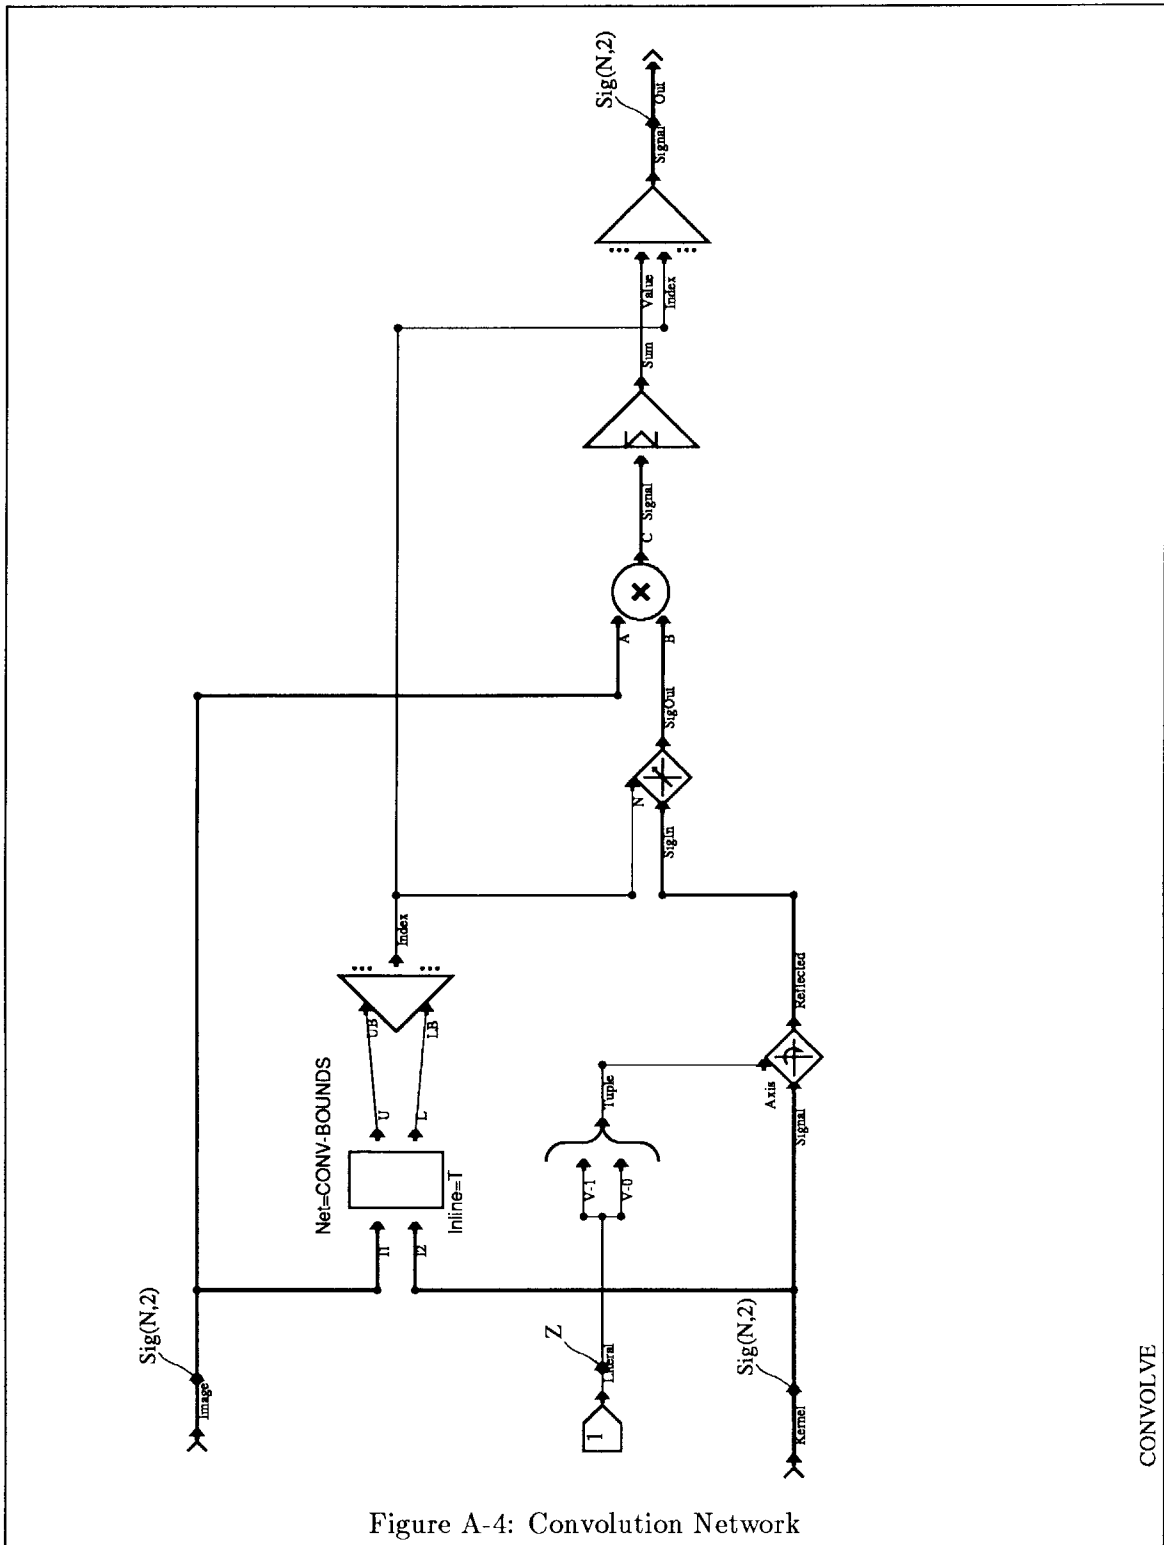 Sig(N,2)
Out
Signal
Value
Index
Sum
Signal
C
×
A
B
SigOut
N
SigIn
Index
UB
LB
Net=CONV-BOUNDS
U
L
Inline=T
I1
I2
Reflected
Tuple
Axis
Signal
V-1
V-0
Sig(N,2)
Image
Z
Literal
1
Sig(N,2)
Kernel
CONVOLVE
Figure A-4: Convolution Network